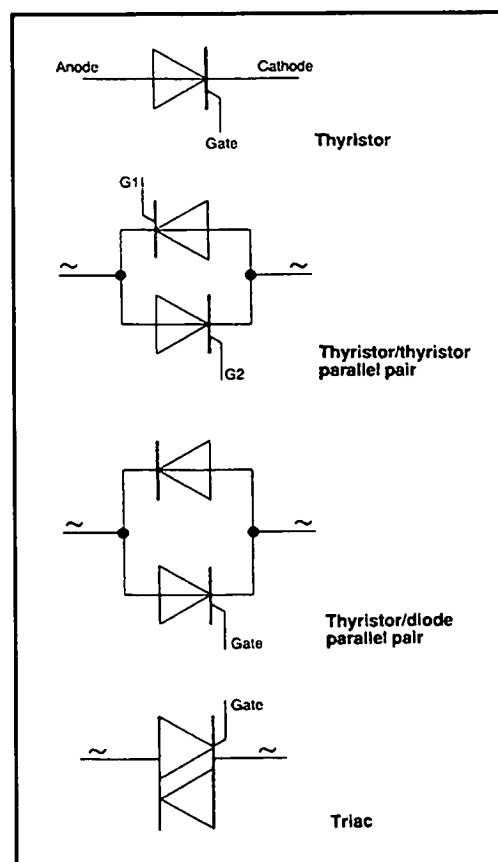 Anode
Cathode
Gate
Thyristor
G1
~
~
G2
Thyristor/thyristor
parallel pair
~
~
Gate
Thyristor/diode
parallel pair
Gate
~
~
Triac